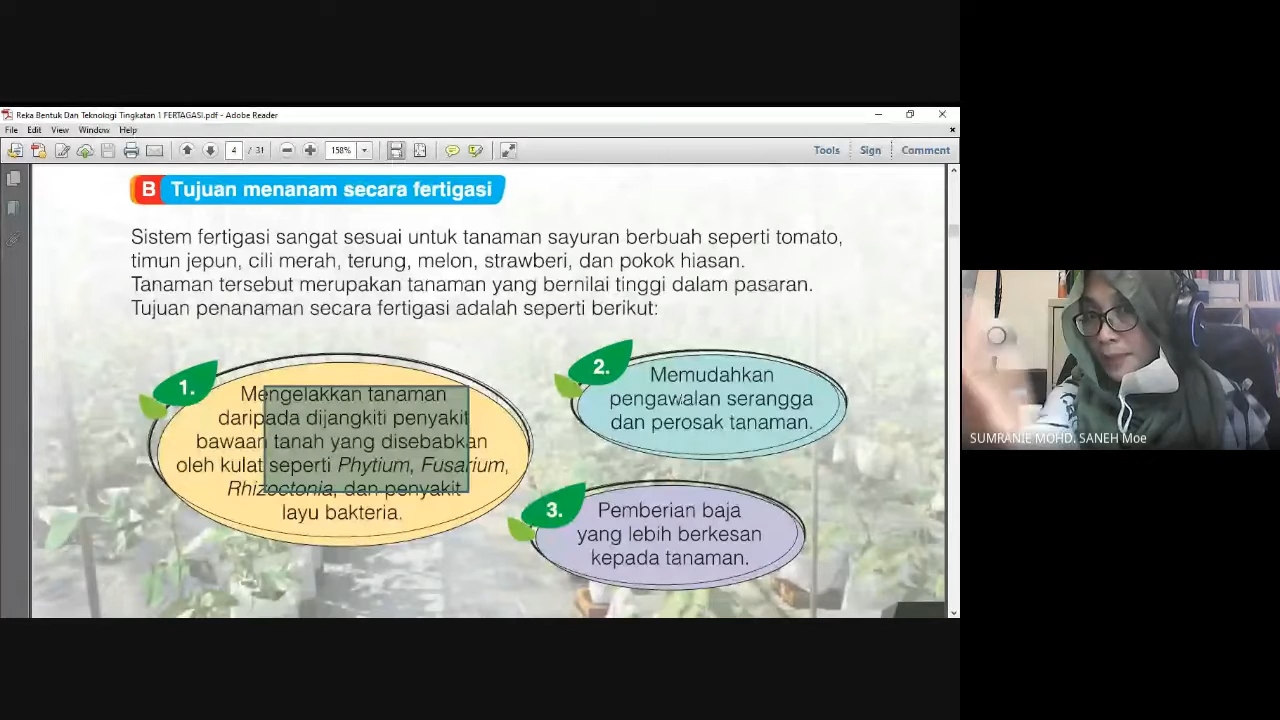 Reka Bentuk Dan Teknologi Tingkatan 1 FERTAGASI.pdf - Adobe Reader
File Edit View Window Help
4 / 31 158% Tools Sign Comment
B Tujuan menanam secara fertigasi
Sistem fertigasi sangat sesuai untuk tanaman sayuran berbuah seperti tomato,
timun jepun, cili merah, terung, melon, strawberi, dan pokok hiasan.
Tanaman tersebut merupakan tanaman yang bernilai tinggi dalam pasaran.
Tujuan penanaman secara fertigasi adalah seperti berikut:
1.
Mengelakkan tanaman
daripada dijangkiti penyakit
bawaan tanah yang disebabkan
oleh kulat seperti Phytium, Fusarium,
Rhizoctonia, dan penyakit
layu bakteria.
2.
Memudahkan
pengawalan serangga
dan perosak tanaman.
3.
Pemberian baja
yang lebih berkesan
kepada tanaman.
SUMRANIE MOHD. SANEH Moe